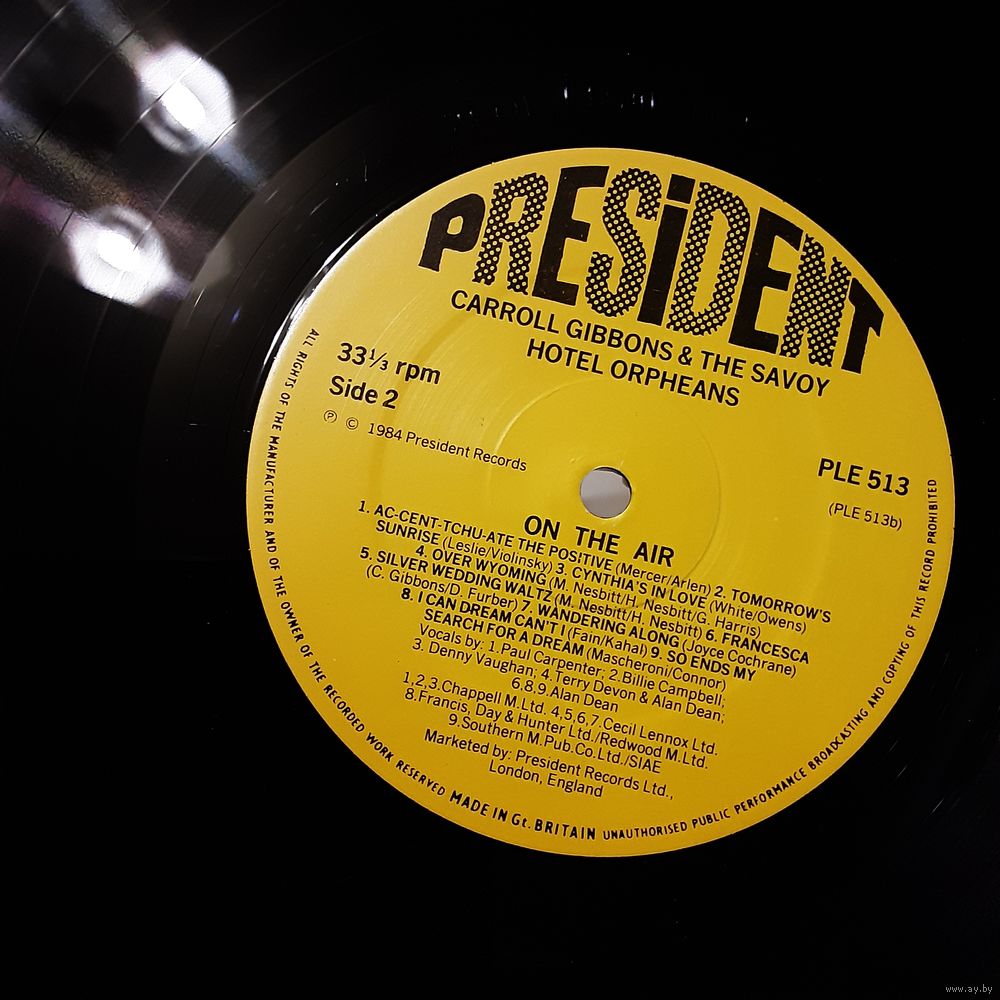 PRESIDENT
CARROLL GIBBONS & THE SAVOY
HOTEL ORPHEANS
33⅓ rpm
Side 2
℗ © 1984 President Records
PLE 513
(PLE 513b)
ON THE AIR
1. AC-CENT-TCHU-ATE THE POSITIVE (Mercer/Arlen) 2. TOMORROW'S
SUNRISE (Leslie/Violinsky) 3. CYNTHIA'S IN LOVE (White/Owens)
4. OVER WYOMING (M. Nesbitt/H. Nesbitt/G. Harris)
5. SILVER WEDDING WALTZ (M. Nesbitt/H. Nesbitt) 6. FRANCESCA
(C. Gibbons/D. Furber) 7. WANDERING ALONG (Joyce Cochrane)
8. I CAN DREAM CAN'T I (Fain/Kahal) 9. SO ENDS MY
SEARCH FOR A DREAM (Mascheroni/Connor)
Vocals by: 1. Paul Carpenter; 2. Billie Campbell;
3. Denny Vaughan; 4. Terry Devon & Alan Dean;
6,8,9. Alan Dean
1,2,3. Chappell M.Ltd. 4,5,6,7. Cecil Lennox Ltd.
8. Francis, Day & Hunter Ltd./Redwood M.Ltd.
9. Southern M.Pub.Co.Ltd./SIAE
Marketed by: President Records Ltd.,
London, England
ALL RIGHTS OF THE MANUFACTURER AND OF THE OWNER OF THE RECORDED WORK RESERVED MADE IN Gt. BRITAIN UNAUTHORISED PUBLIC PERFORMANCE BROADCASTING AND COPYING OF THIS RECORD PROHIBITED
www.ay.by